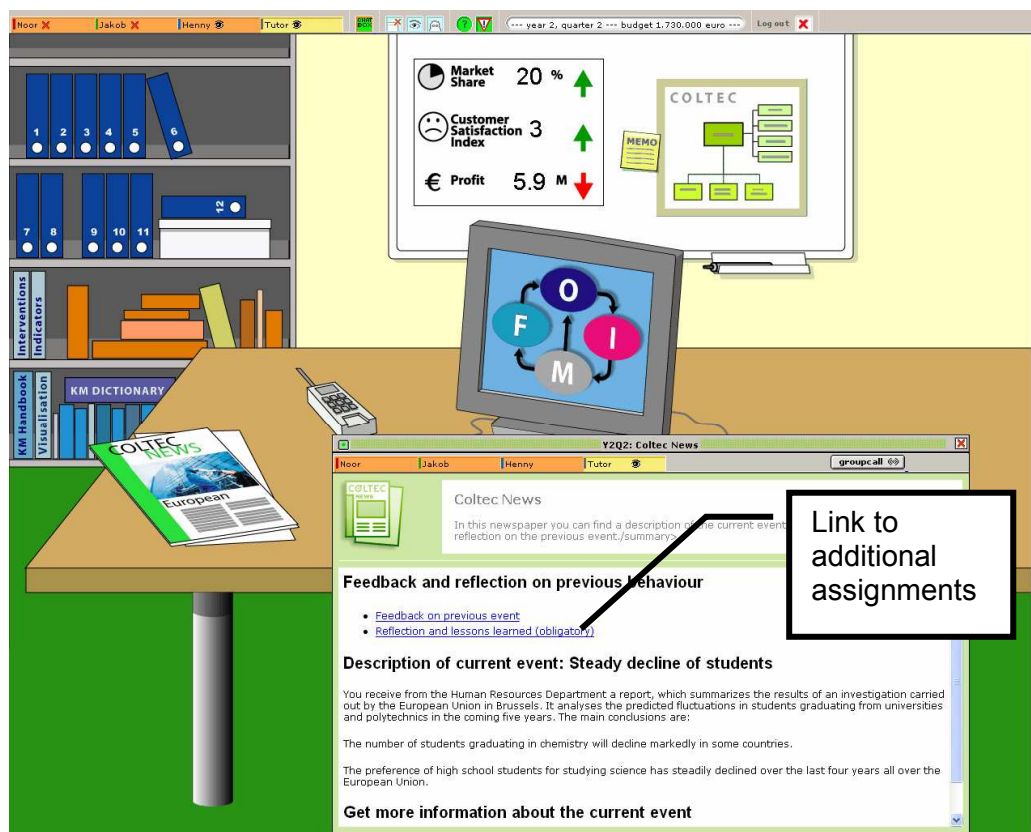 Noor Jakob Henny Tutor CHAT BOX ? (--- year 2, quarter 2 --- budget 1.730.000 euro ---) Log out
Market Share 20 %
Customer Satisfaction Index 3
€ Profit 5.9 M
MEMO
COLTEC
1 2 3 4 5 6
7 8 9 10 11 12
Interventions
Indicators
KM Handbook
Visualisation
KM DICTIONARY
O
F
I
M
COLTEC
NEWS
European
Y2Q2: Coltec News
Noor Jakob Henny Tutor groupcall
COLTEC
NEWS
Coltec News
In this newspaper you can find a description of the current event
reflection on the previous event./summary>
Link to
additional
assignments
Feedback and reflection on previous behaviour
• Feedback on previous event
• Reflection and lessons learned (obligatory)
Description of current event: Steady decline of students
You receive from the Human Resources Department a report, which summarizes the results of an investigation carried
out by the European Union in Brussels. It analyses the predicted fluctuations in students graduating from universities
and polytechnics in the coming five years. The main conclusions are:
The number of students graduating in chemistry will decline markedly in some countries.
The preference of high school students for studying science has steadily declined over the last four years all over the
European Union.
Get more information about the current event